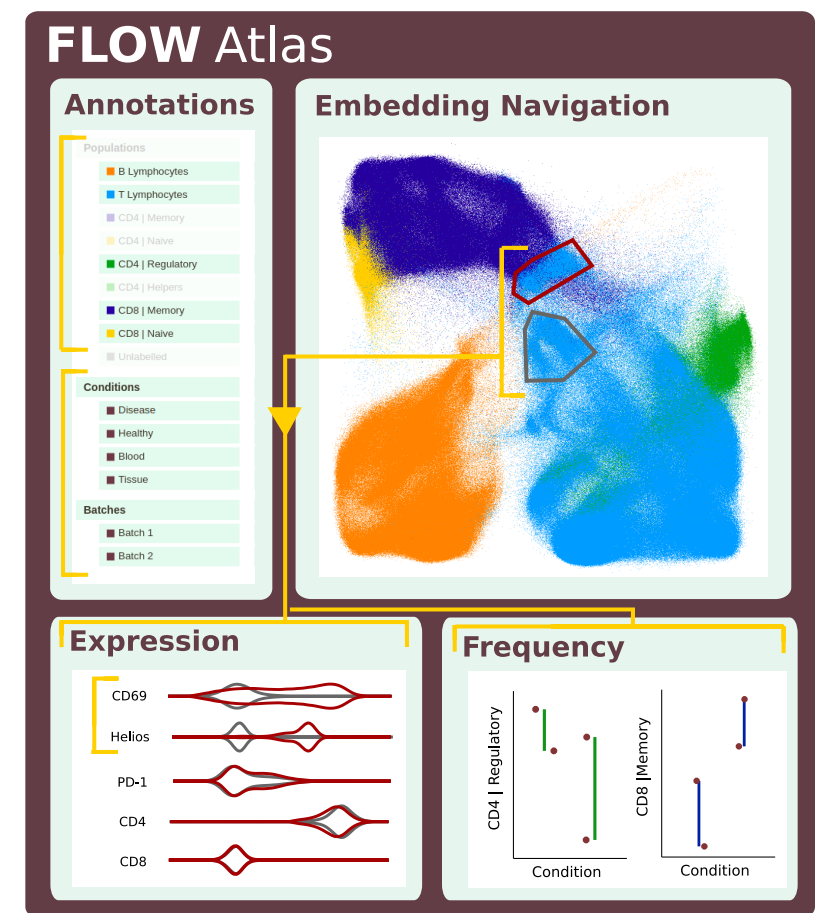 FLOW Atlas
Annotations
Populations
B Lymphocytes
T Lymphocytes
CD4 | Memory
CD4 | Naive
CD4 | Regulatory
CD4 | Helpers
CD8 | Memory
CD8 | Naive
Unlabelled
Conditions
Disease
Healthy
Blood
Tissue
Batches
Batch 1
Batch 2
Embedding Navigation
Expression
CD69
Helios
PD-1
CD4
CD8
Frequency
CD4 | Regulatory
Condition
CD8 |Memory
Condition